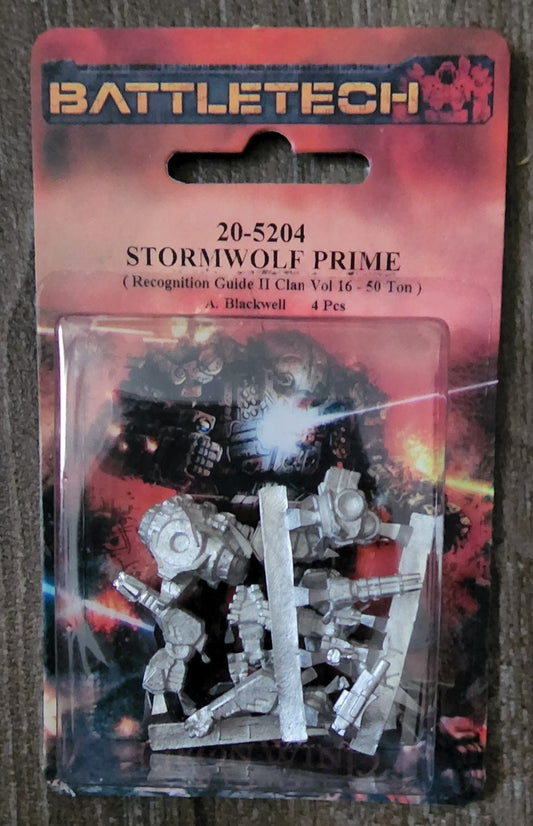 BATTLETECH
20-5204
STORMWOLF PRIME
( Recognition Guide II Clan Vol 16 - 50 Ton )
A. Blackwell 4 Pcs